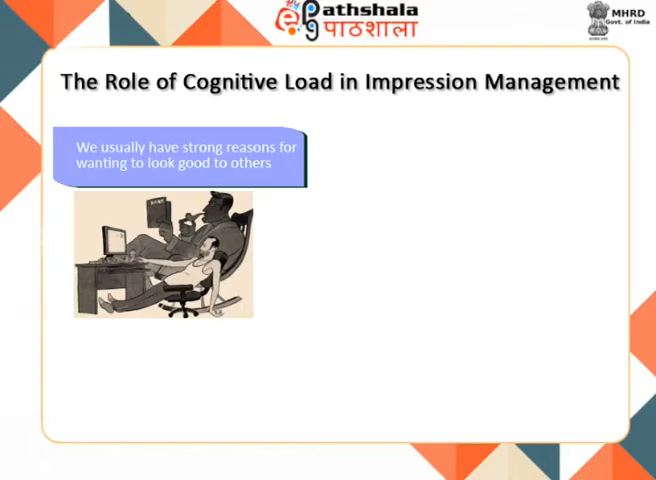 ePathshala
पाठशाला
MHRD
Govt. of India
The Role of Cognitive Load in Impression Management
We usually have strong reasons for
wanting to look good to others